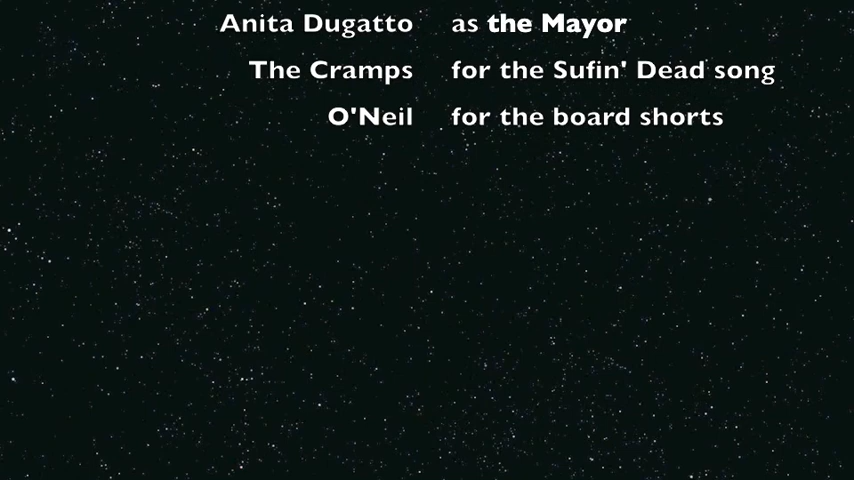 Anita Dugatto as the Mayor
The Cramps for the Sufin' Dead song
O'Neil for the board shorts